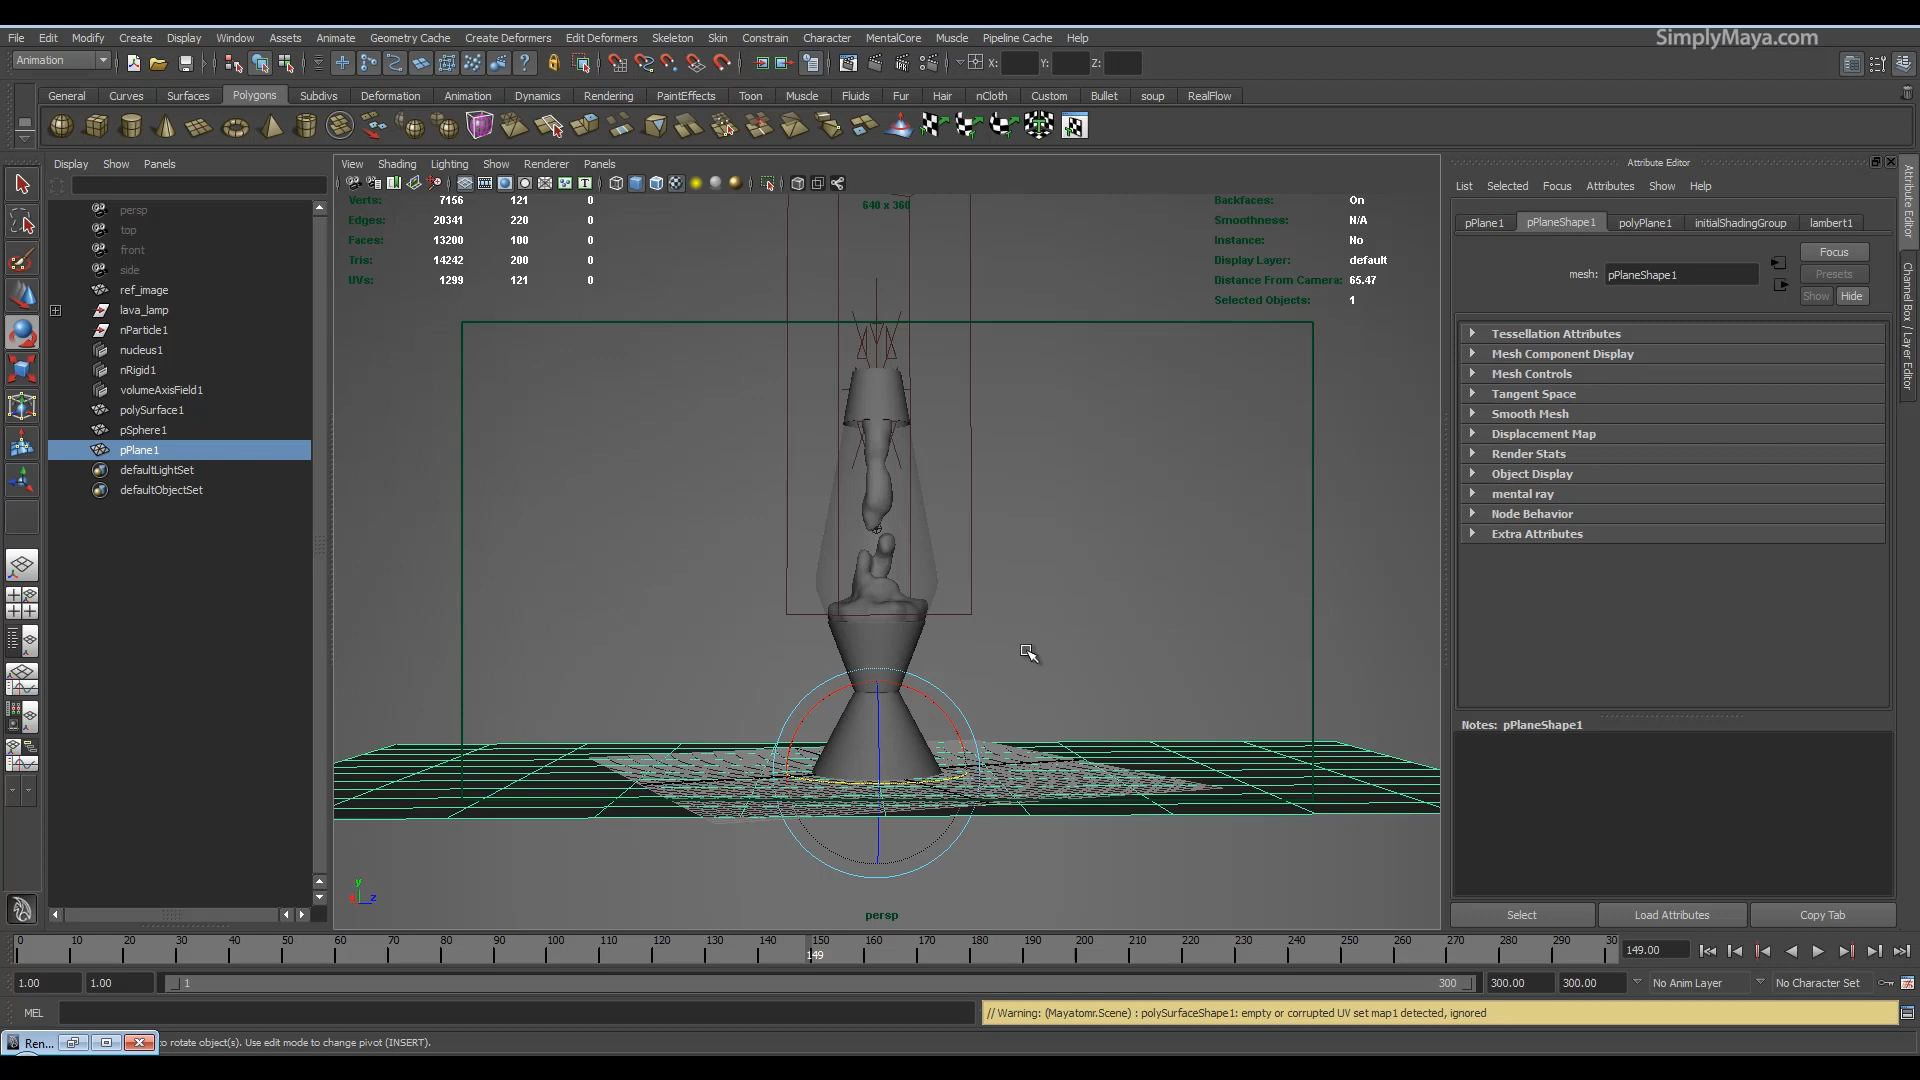 File Edit Modify Create Display Window Assets Animate Geometry Cache Create Deformers Edit Deformers Skeleton Skin Constrain Character MentalCore Muscle Pipeline Cache Help
SimplyMaya.com
Animation X: Y: Z:
General Curves Surfaces Polygons Subdivs Deformation Animation Dynamics Rendering PaintEffects Toon Muscle Fluids Fur Hair nCloth Custom Bullet soup RealFlow
Display Show Panels
persp
top
front
side
ref_image
lava_lamp
nParticle1
nucleus1
nRigid1
volumeAxisField1
polySurface1
pSphere1
pPlane1
defaultLightSet
defaultObjectSet
View Shading Lighting Show Renderer Panels
Verts: 7156 121 0
Edges: 20341 220 0
Faces: 13200 100 0
Tris: 14242 200 0
UVs: 1299 121 0
640 x 360
Backfaces: On
Smoothness: N/A
Instance: No
Display Layer: default
Distance From Camera: 65.47
Selected Objects: 1
y
z
persp
Attribute Editor
List Selected Focus Attributes Show Help
pPlane1 pPlaneShape1 polyPlane1 initialShadingGroup lambert1
mesh: pPlaneShape1
Focus
Presets
Show Hide
Tessellation Attributes
Mesh Component Display
Mesh Controls
Tangent Space
Smooth Mesh
Displacement Map
Render Stats
Object Display
mental ray
Node Behavior
Extra Attributes
Notes: pPlaneShape1
Select Load Attributes Copy Tab
Attribute Editor
Channel Box / Layer Editor
0 10 20 30 40 50 60 70 80 90 100 110 120 130 140 150 160 170 180 190 200 210 220 230 240 250 260 270 280 290 30
149
149.00
1.00 1.00 1 300 300.00 300.00 No Anim Layer No Character Set
MEL
// Warning: (Mayatomr.Scene) : polySurfaceShape1: empty or corrupted UV set map1 detected, ignored
Ren...
to rotate object(s). Use edit mode to change pivot (INSERT).